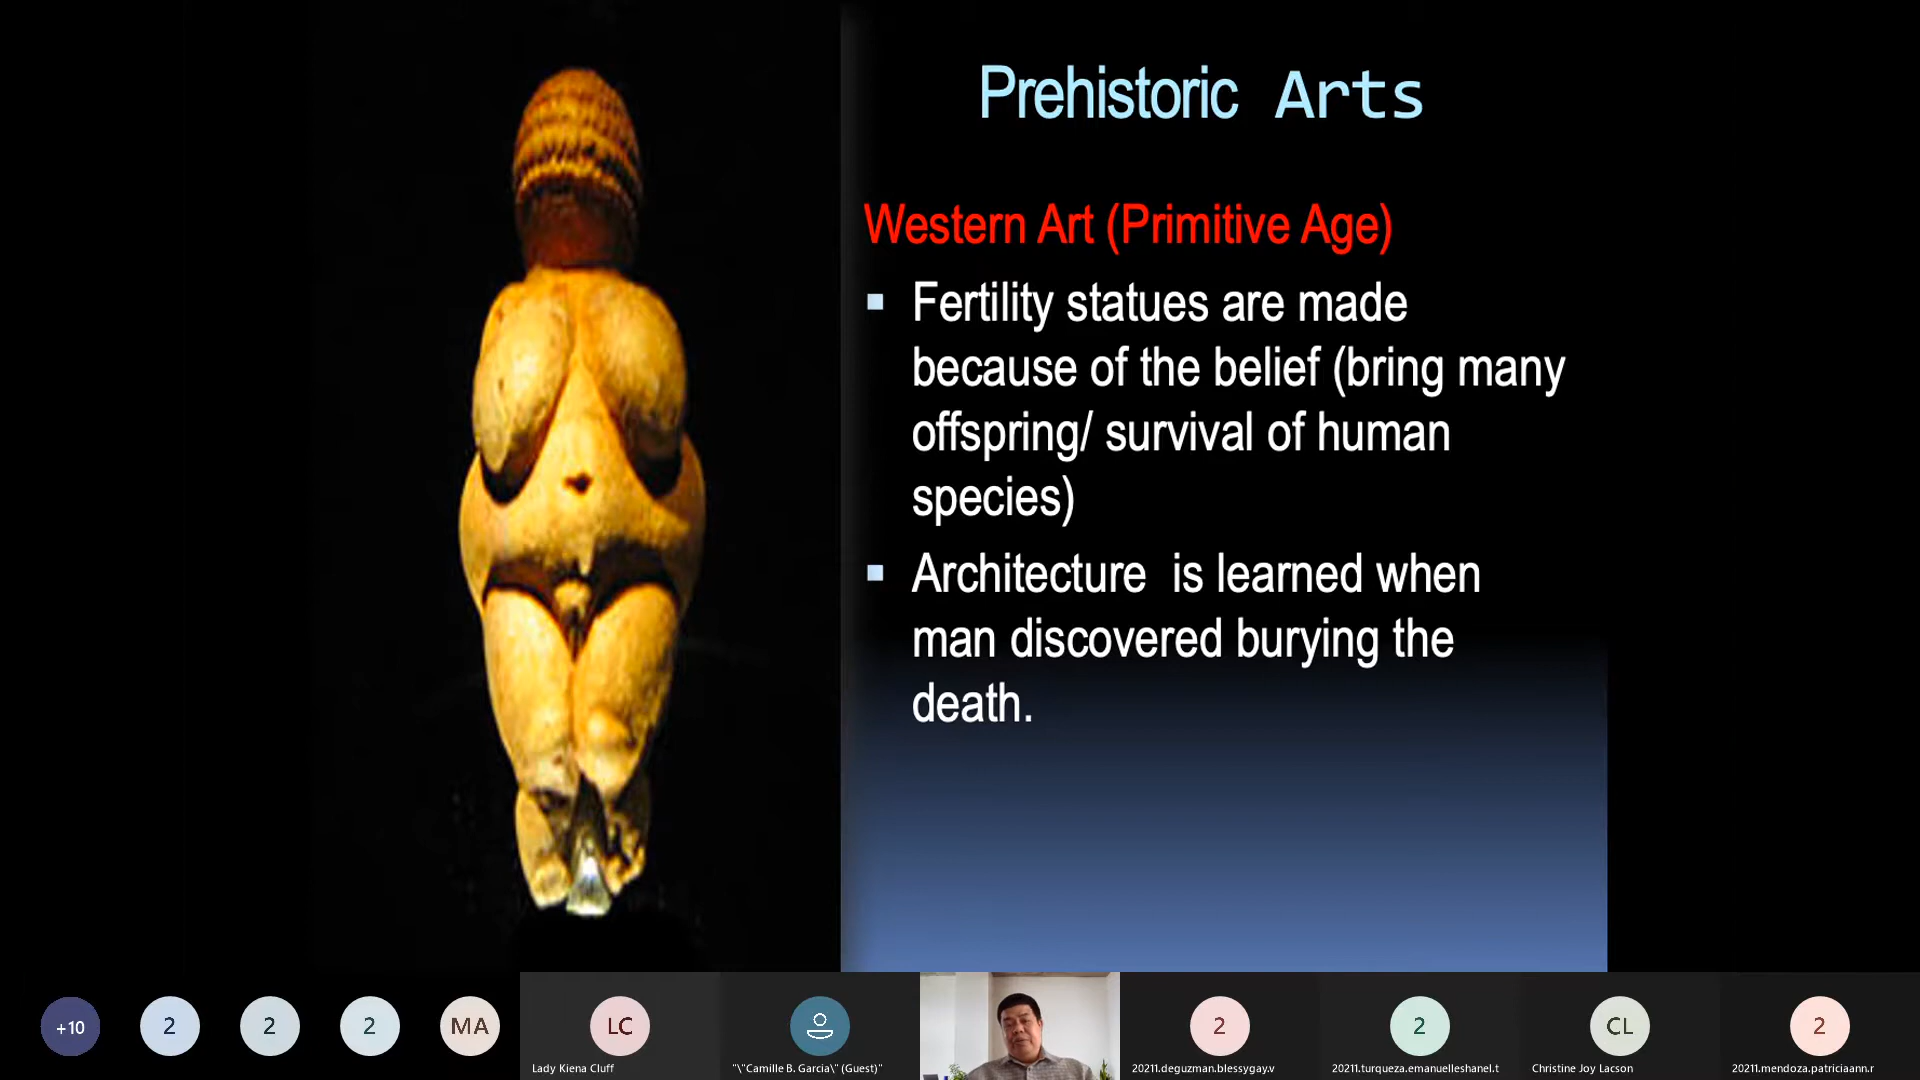 Prehistoric Arts
Western Art (Primitive Age)
Fertility statues are made
because of the belief (bring many
offspring/ survival of human
species)
Architecture is learned when
man discovered burying the
death.
+10
2
2
2
MA
LC
2
2
CL
2
Lady Kiena Cluff
"\"Camille B. Garcia\" (Guest)"
20211.deguzman.blessygay.v
20211.turqueza.emanuelleshanel.t
Christine Joy Lacson
20211.mendoza.patriciaann.r